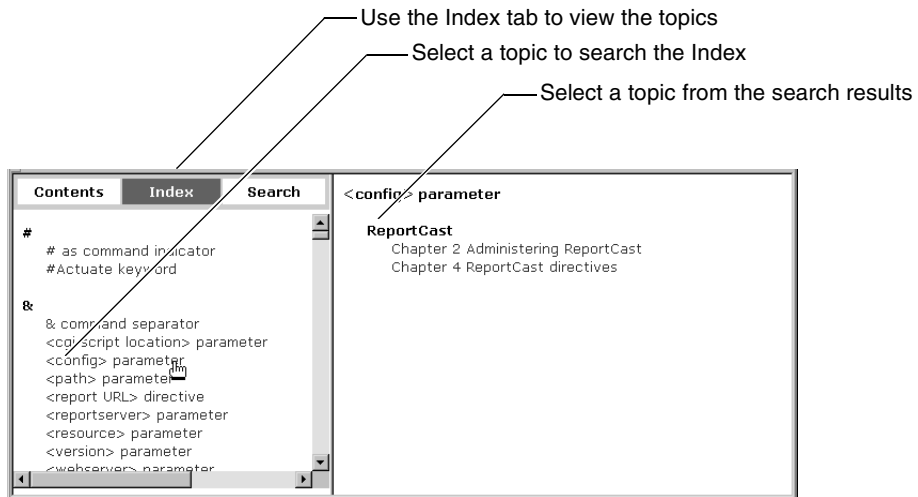 Use the Index tab to view the topics
Select a topic to search the Index
Select a topic from the search results
Contents Index Search
#
# as command indicator
#Actuate keyword
&
& command separator
<cgi script location> parameter
<config> parameter
<path> parameter
<report URL> directive
<reportserver> parameter
<resource> parameter
<version> parameter
<webserver> parameter
<config> parameter
ReportCast
Chapter 2 Administering ReportCast
Chapter 4 ReportCast directives